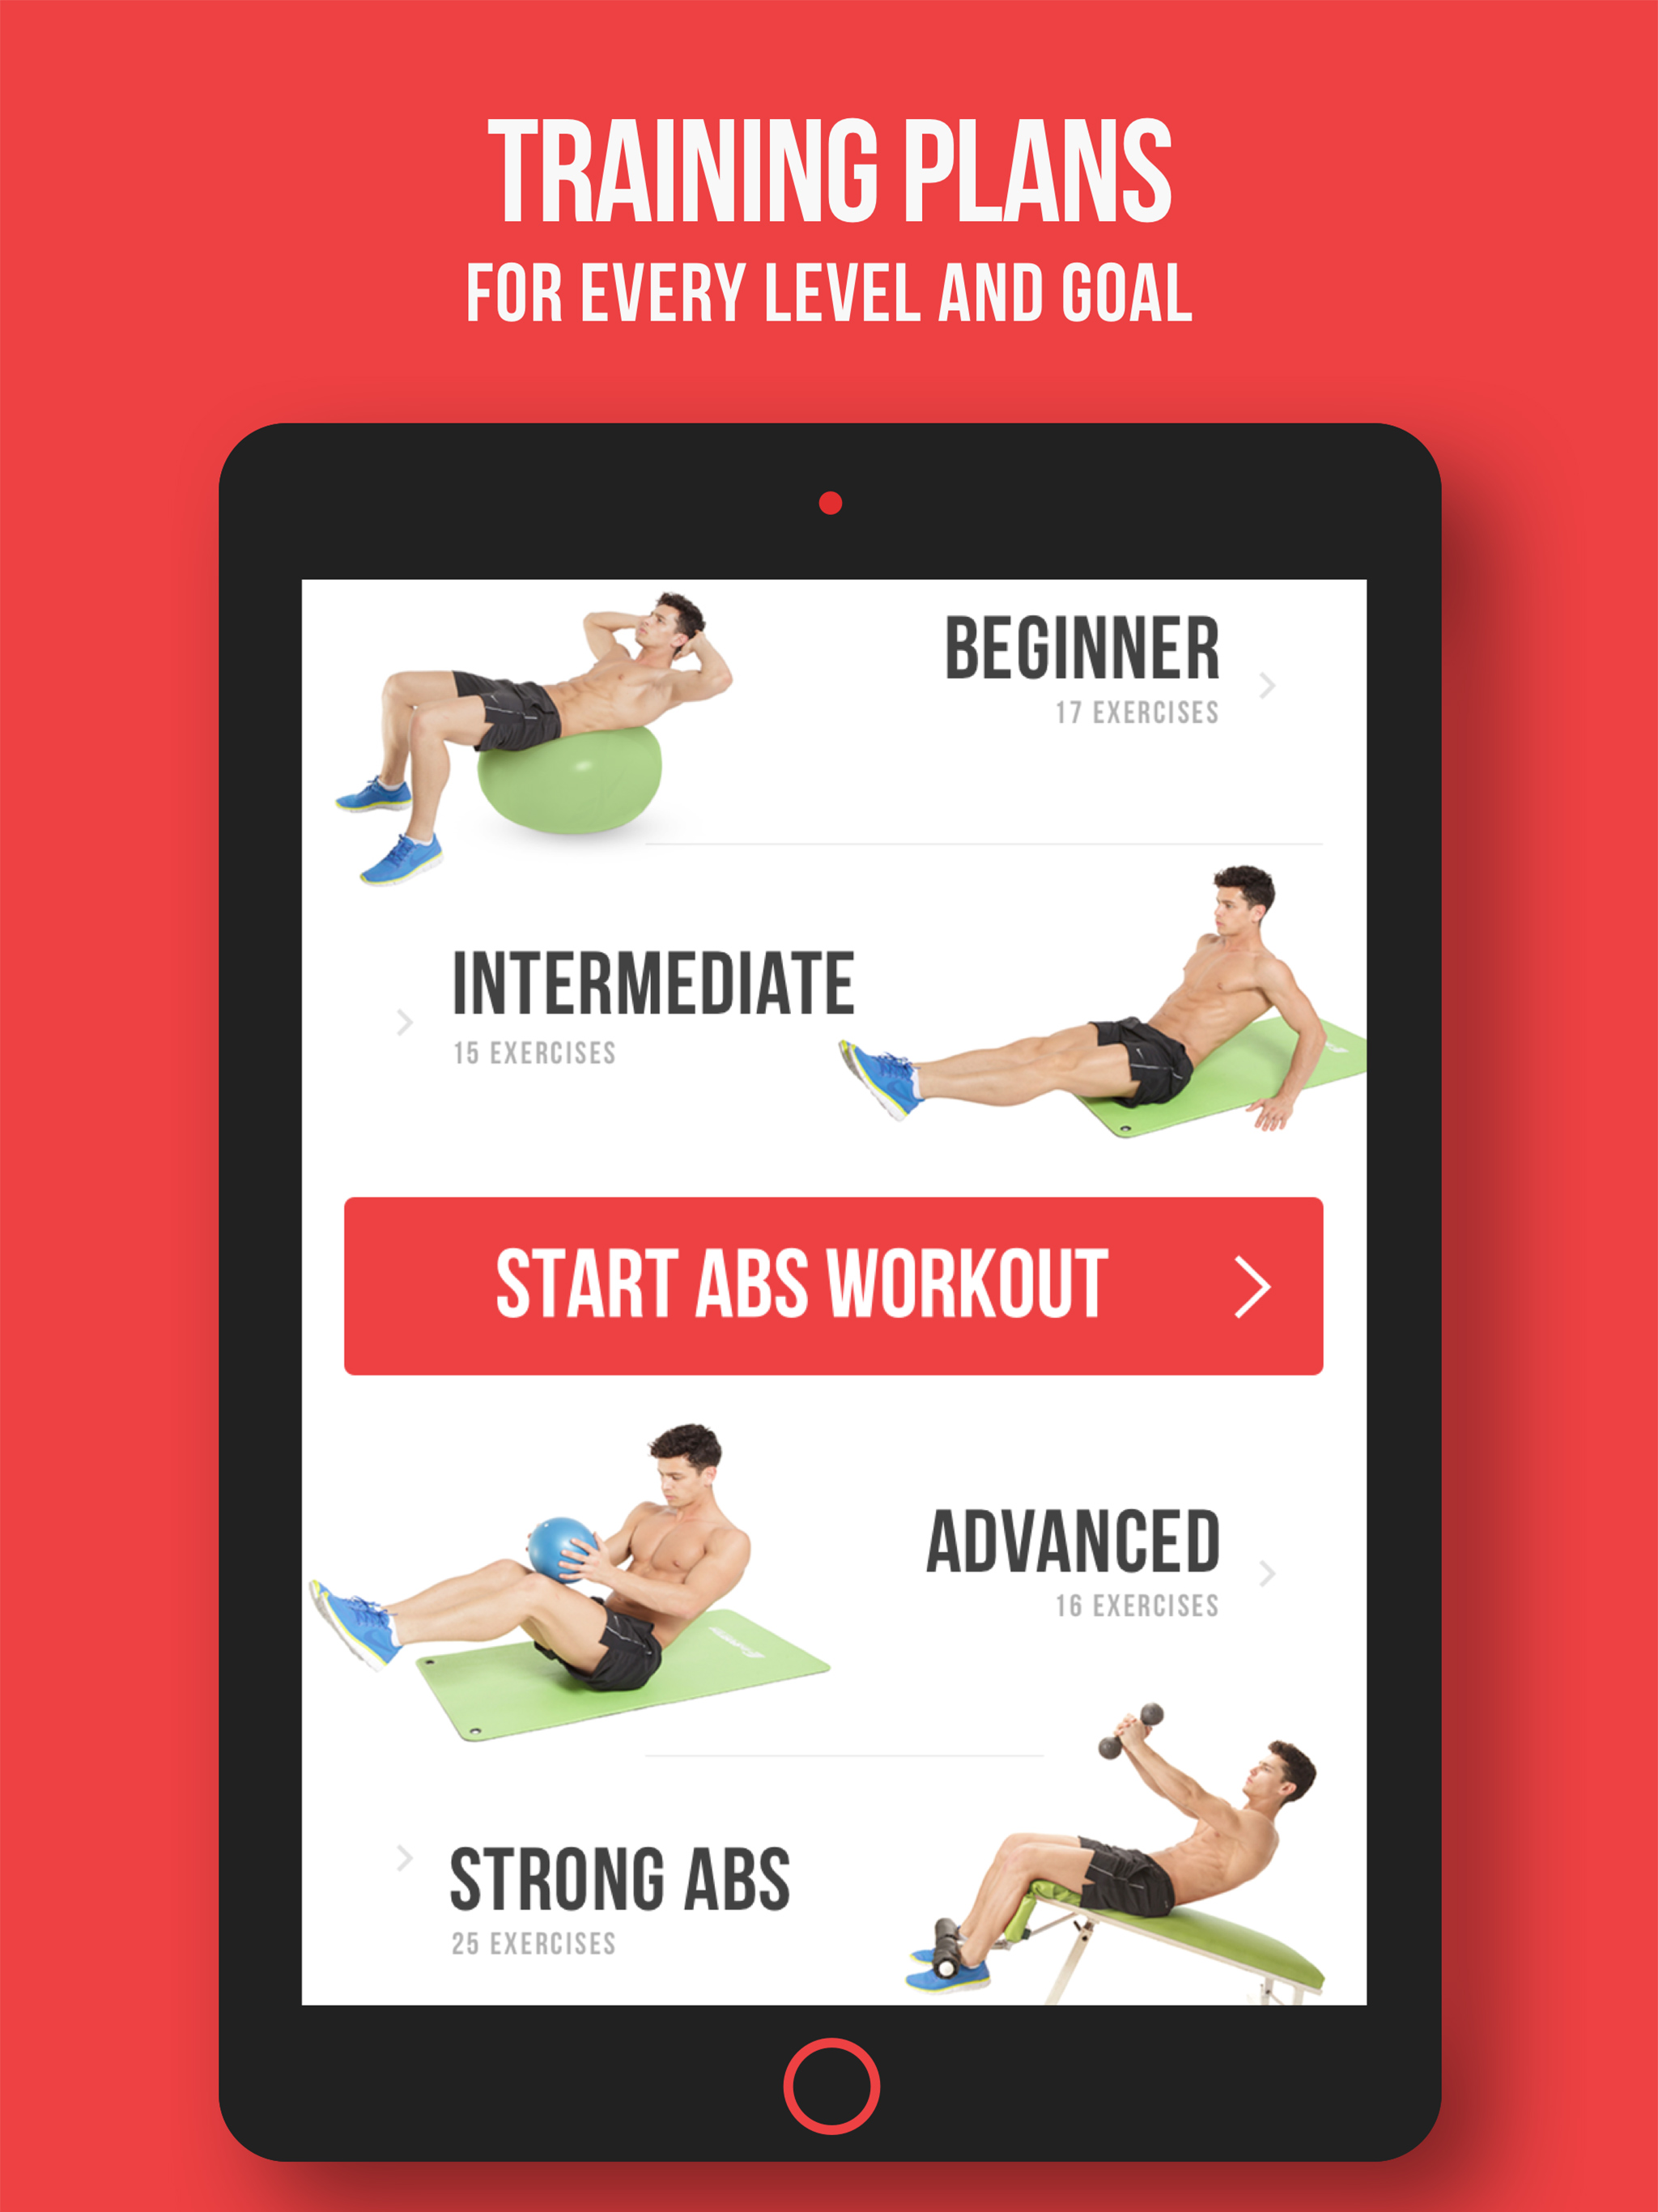 TRAINING PLANS
FOR EVERY LEVEL AND GOAL
BEGINNER
17 EXERCISES
INTERMEDIATE
15 EXERCISES
START ABS WORKOUT
ADVANCED
16 EXERCISES
STRONG ABS
25 EXERCISES